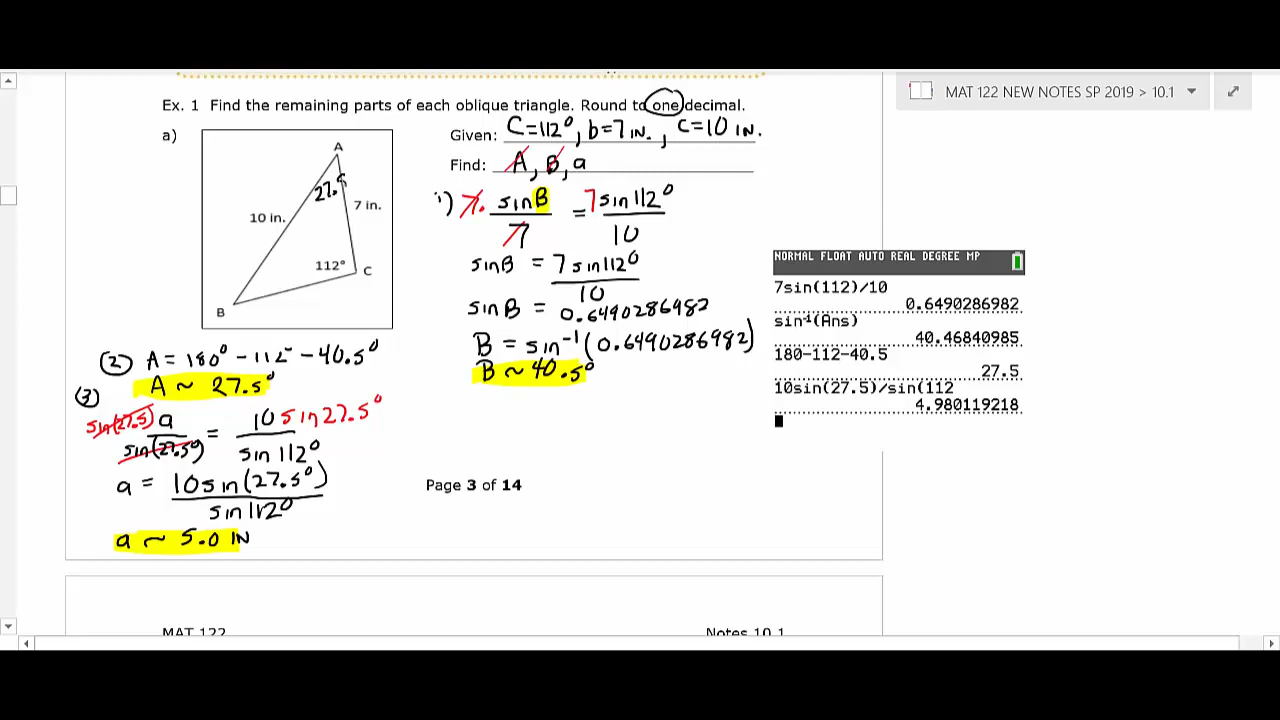 MAT 122 NEW NOTES SP 2019 > 10.1
Ex. 1 Find the remaining parts of each oblique triangle. Round to one decimal.
a)
A
27.5
10 in.
7 in.
112°
C
B
Given: C=112°, b=7 IN., c=10 IN.
Find: A, B, a
1) 7. sinB / 7 = 7 sin112° / 10
sinB = 7 sin112° / 10
sinB = 0.6490286982
B = sin⁻¹(0.6490286982)
B ~ 40.5°
(2) A = 180° - 112° - 40.5°
A ~ 27.5°
(3)
sin(27.5) a / sin(27.5°) = 10 sin27.5° / sin112°
a = 10sin(27.5°) / sin112°
a ~ 5.0 IN
NORMAL FLOAT AUTO REAL DEGREE MP
7sin(112)/10
0.6490286982
sin⁻¹(Ans)
40.46840985
180-112-40.5
27.5
10sin(27.5)/sin(112
4.980119218
Page 3 of 14
MAT 122
Notes 10.1